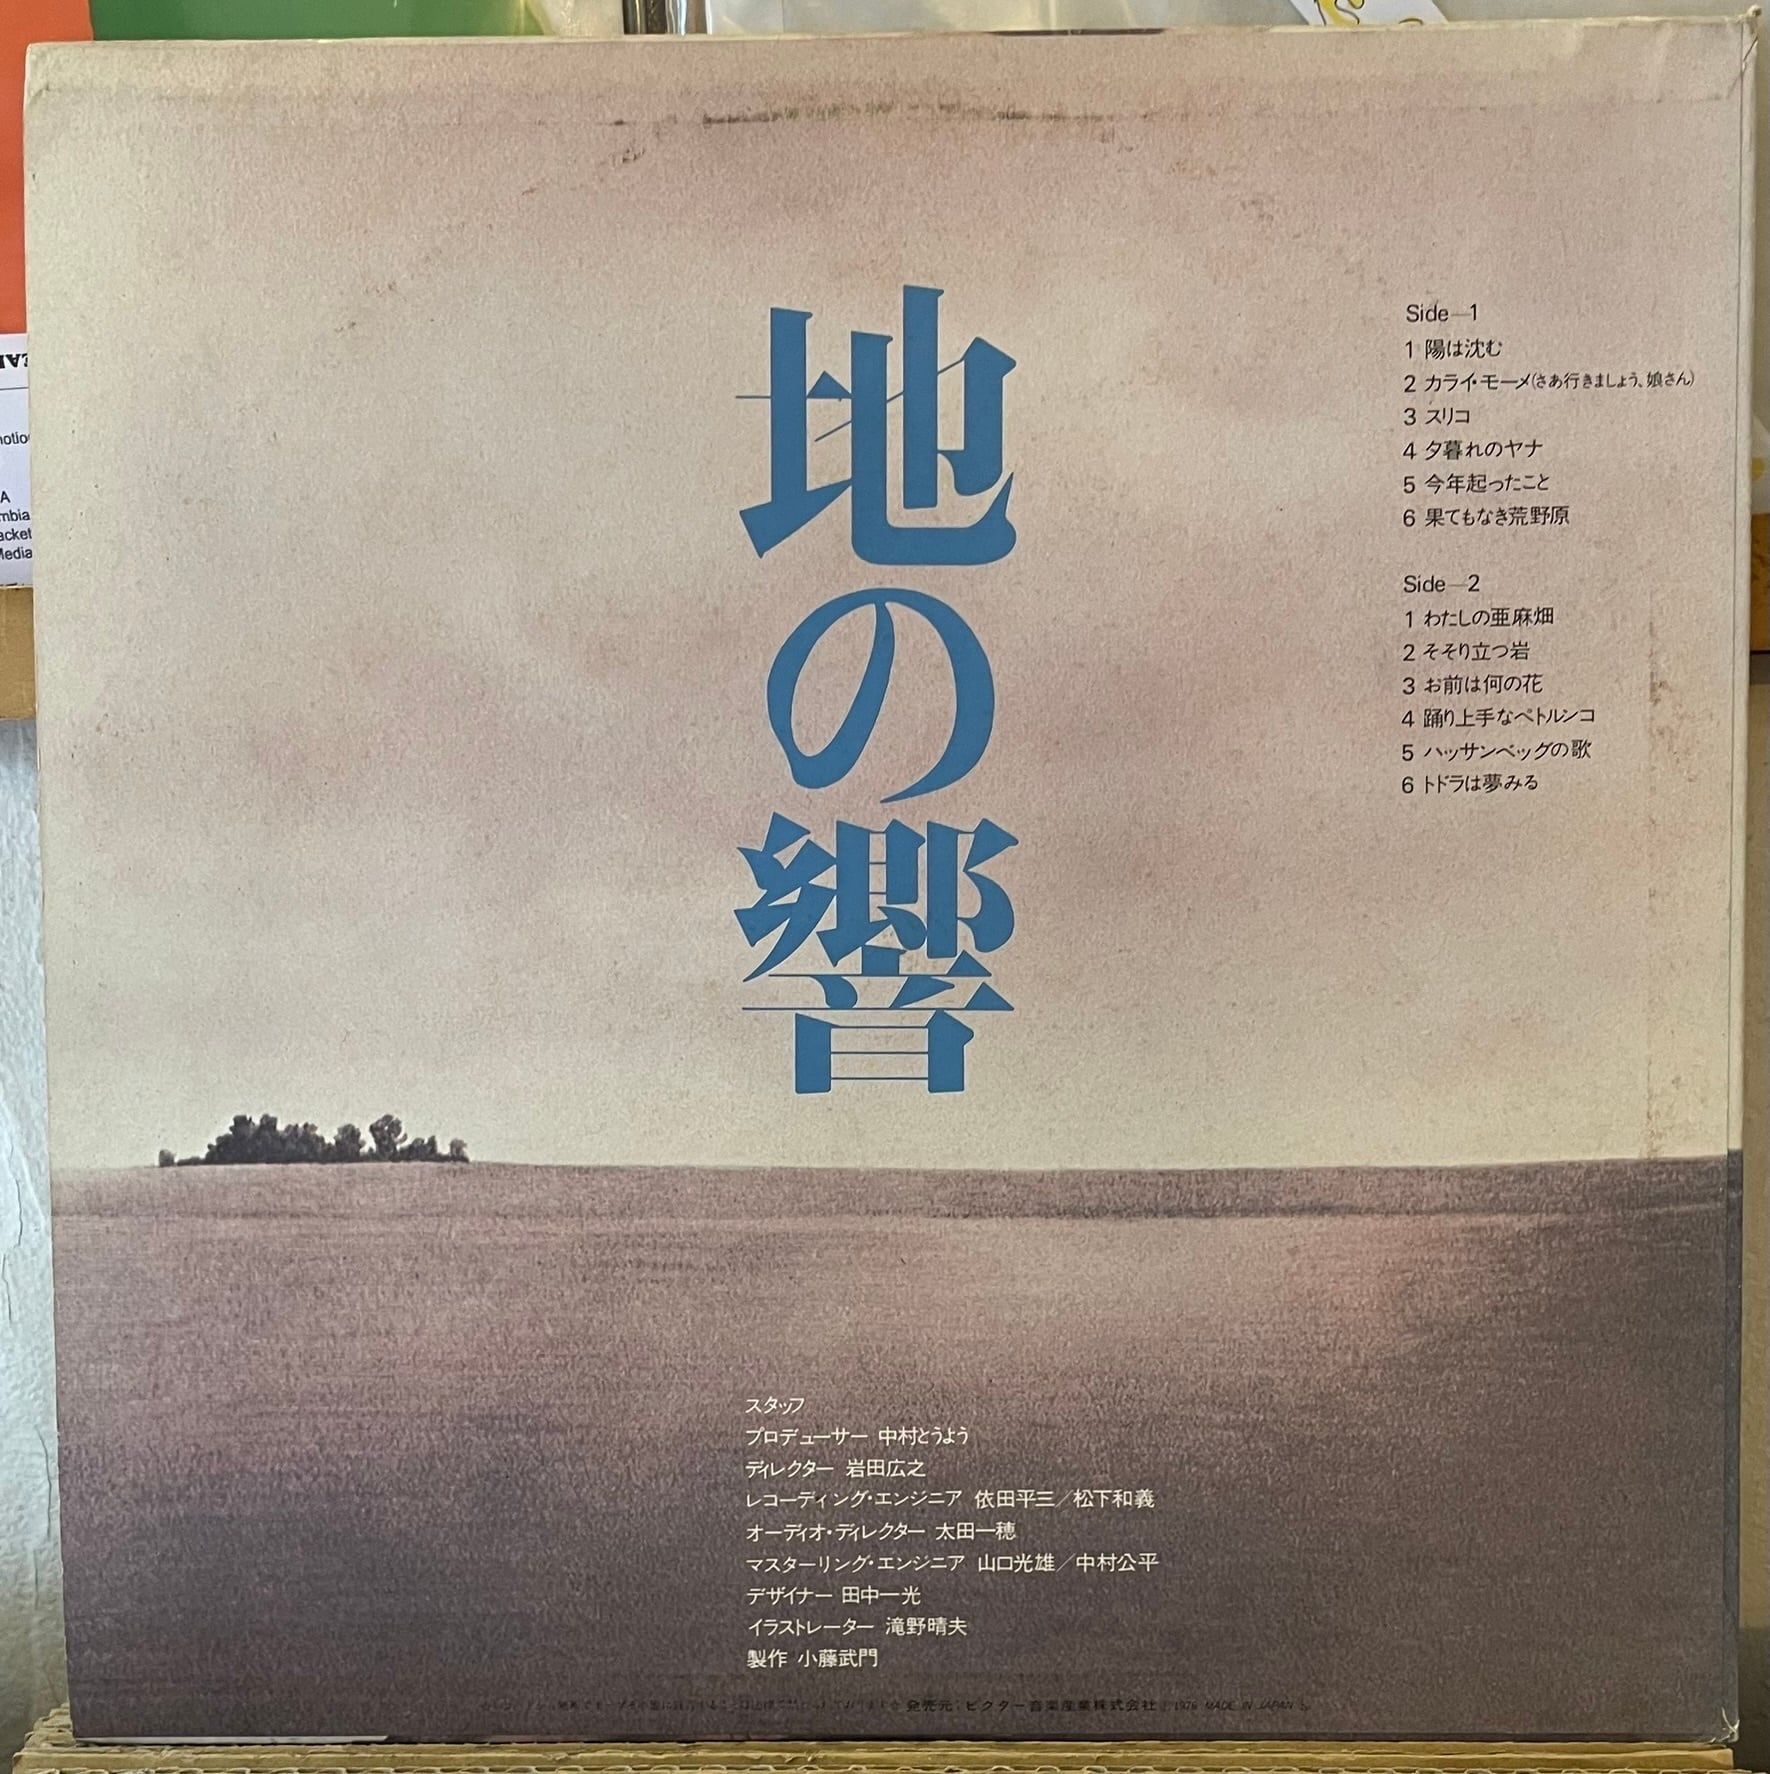 地の響
Side—1
1 陽は沈む
2 カライ・モーメ(さあ行きましょう、娘さん)
3 スリコ
4 夕暮れのヤナ
5 今年起ったこと
6 果てもなき荒野原
Side—2
1 わたしの亜麻畑
2 そそり立つ岩
3 お前は何の花
4 踊り上手なペトルンコ
5 ハッサンベッグの歌
6 トドラは夢みる
スタッフ
プロデューサー 中村とうよう
ディレクター 岩田広之
レコーディング・エンジニア 依田平三／松下和義
オーディオ・ディレクター 太田一穂
マスターリング・エンジニア 山口光雄／中村公平
デザイナー 田中一光
イラストレーター 滝野晴夫
製作 小藤武門
発売元：ビクター音楽産業株式会社 1976 MADE IN JAPAN
A
mbia
acket
Media